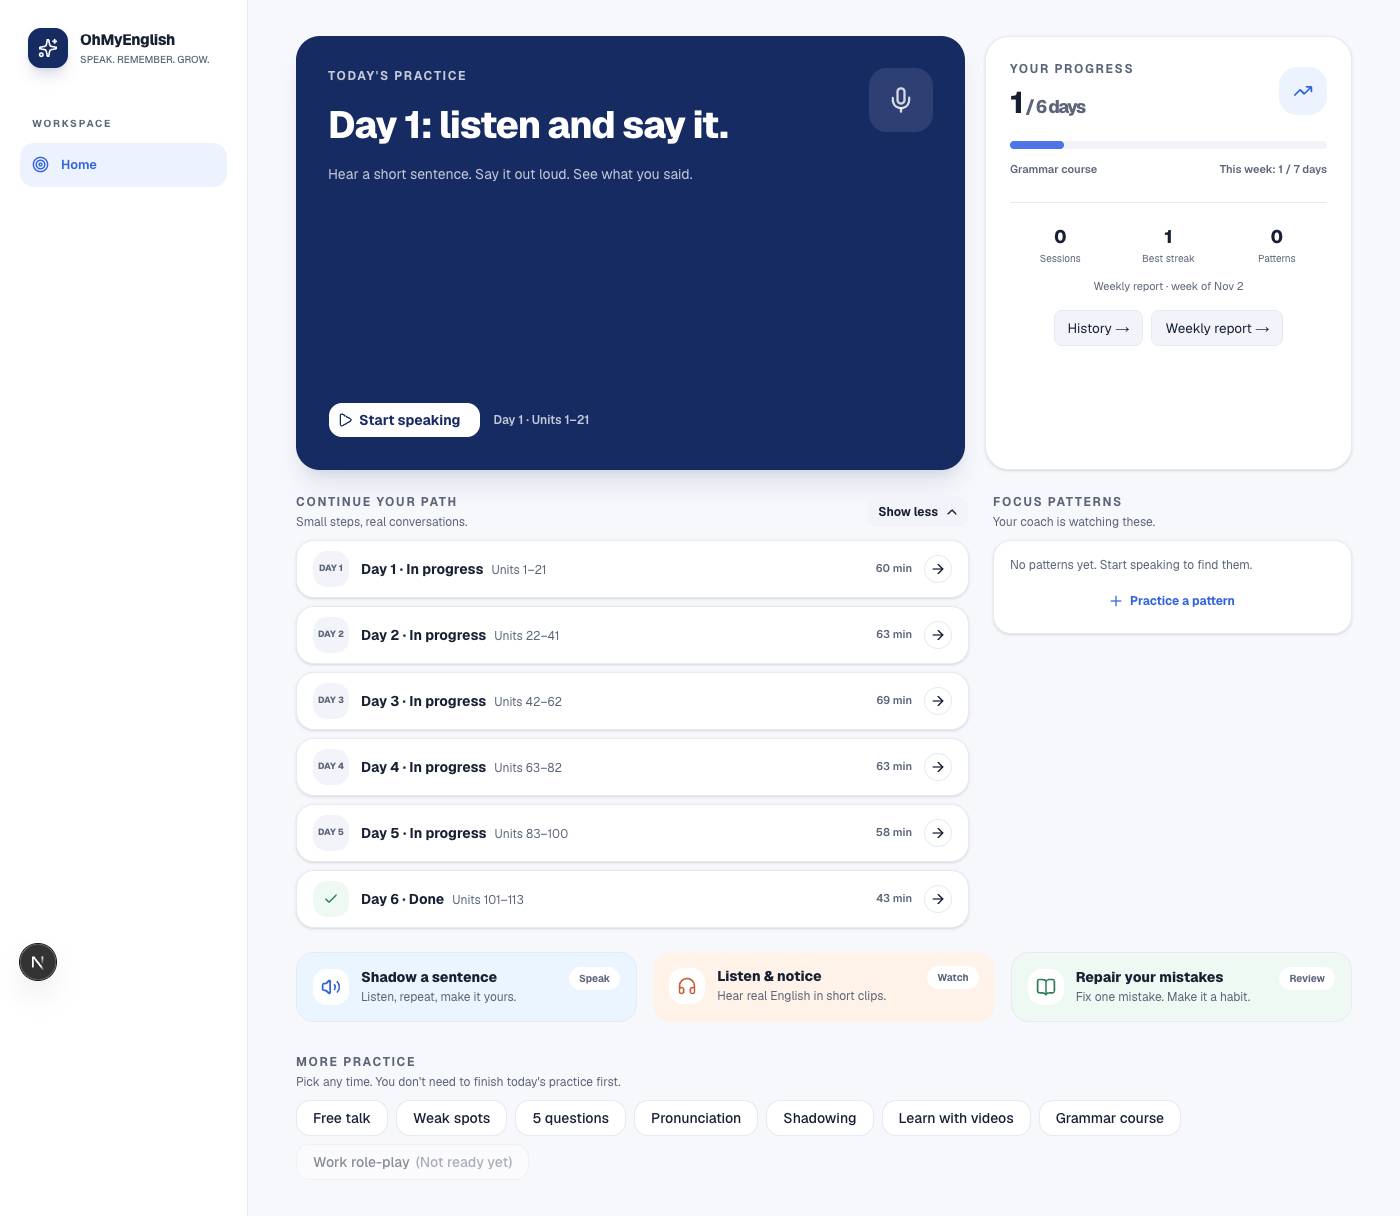 OhMyEnglish
SPEAK. REMEMBER. GROW.
WORKSPACE
Home
TODAY'S PRACTICE
Day 1: listen and say it.
Hear a short sentence. Say it out loud. See what you said.
Start speaking
Day 1 · Units 1–21
YOUR PROGRESS
1 / 6 days
Grammar course
This week: 1 / 7 days
0
Sessions
1
Best streak
0
Patterns
Weekly report · week of Nov 2
History →
Weekly report →
CONTINUE YOUR PATH
Small steps, real conversations.
Show less
DAY 1
Day 1 · In progress Units 1–21
60 min
DAY 2
Day 2 · In progress Units 22–41
63 min
DAY 3
Day 3 · In progress Units 42–62
69 min
DAY 4
Day 4 · In progress Units 63–82
63 min
DAY 5
Day 5 · In progress Units 83–100
58 min
Day 6 · Done Units 101–113
43 min
FOCUS PATTERNS
Your coach is watching these.
No patterns yet. Start speaking to find them.
Practice a pattern
N
Shadow a sentence
Listen, repeat, make it yours.
Speak
Listen & notice
Hear real English in short clips.
Watch
Repair your mistakes
Fix one mistake. Make it a habit.
Review
MORE PRACTICE
Pick any time. You don't need to finish today's practice first.
Free talk
Weak spots
5 questions
Pronunciation
Shadowing
Learn with videos
Grammar course
Work role-play (Not ready yet)